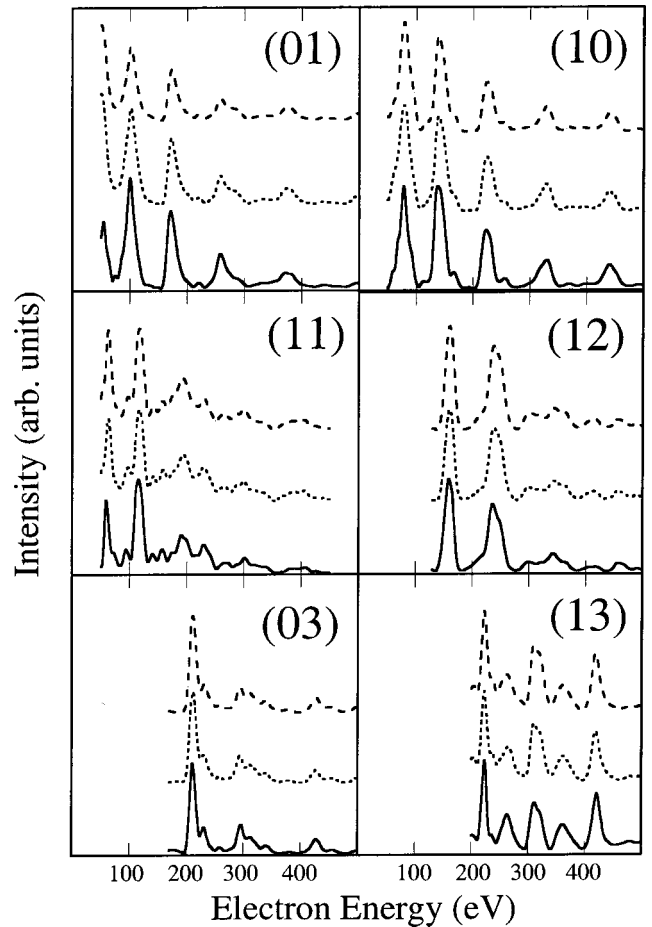 (01)
(10)
(11)
(12)
(03)
(13)
Intensity (arb. units)
100 200 300 400 100 200 300 400
Electron Energy (eV)